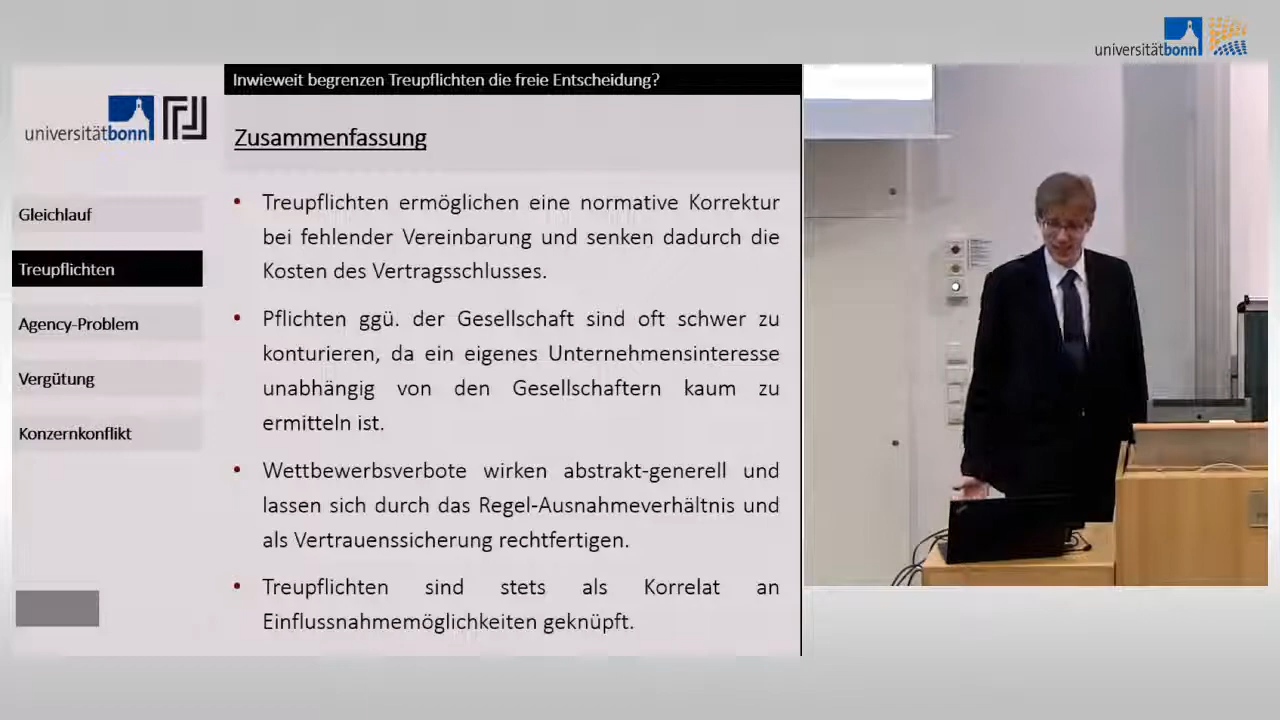 universitätbonn
Inwieweit begrenzen Treupflichten die freie Entscheidung?
universitätbonn
Zusammenfassung
Gleichlauf
Treupflichten
Agency-Problem
Vergütung
Konzernkonflikt
• Treupflichten ermöglichen eine normative Korrektur
bei fehlender Vereinbarung und senken dadurch die
Kosten des Vertragsschlusses.
• Pflichten ggü. der Gesellschaft sind oft schwer zu
konturieren, da ein eigenes Unternehmensinteresse
unabhängig von den Gesellschaftern kaum zu
ermitteln ist.
• Wettbewerbsverbote wirken abstrakt-generell und
lassen sich durch das Regel-Ausnahmeverhältnis und
als Vertrauenssicherung rechtfertigen.
• Treupflichten sind stets als Korrelat an
Einflussnahmemöglichkeiten geknüpft.